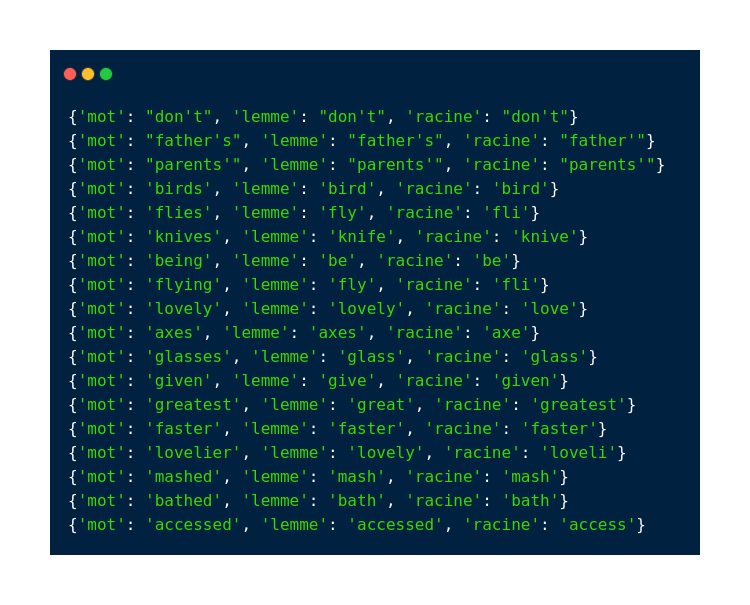 {'mot': "don't", 'lemme': "don't", 'racine': "don't"}
{'mot': "father's", 'lemme': "father's", 'racine': "father'"}
{'mot': "parents'", 'lemme': "parents'", 'racine': "parents'"}
{'mot': 'birds', 'lemme': 'bird', 'racine': 'bird'}
{'mot': 'flies', 'lemme': 'fly', 'racine': 'fli'}
{'mot': 'knives', 'lemme': 'knife', 'racine': 'knive'}
{'mot': 'being', 'lemme': 'be', 'racine': 'be'}
{'mot': 'flying', 'lemme': 'fly', 'racine': 'fli'}
{'mot': 'lovely', 'lemme': 'lovely', 'racine': 'love'}
{'mot': 'axes', 'lemme': 'axes', 'racine': 'axe'}
{'mot': 'glasses', 'lemme': 'glass', 'racine': 'glass'}
{'mot': 'given', 'lemme': 'give', 'racine': 'given'}
{'mot': 'greatest', 'lemme': 'great', 'racine': 'greatest'}
{'mot': 'faster', 'lemme': 'faster', 'racine': 'faster'}
{'mot': 'lovelier', 'lemme': 'lovely', 'racine': 'loveli'}
{'mot': 'mashed', 'lemme': 'mash', 'racine': 'mash'}
{'mot': 'bathed', 'lemme': 'bath', 'racine': 'bath'}
{'mot': 'accessed', 'lemme': 'accessed', 'racine': 'access'}